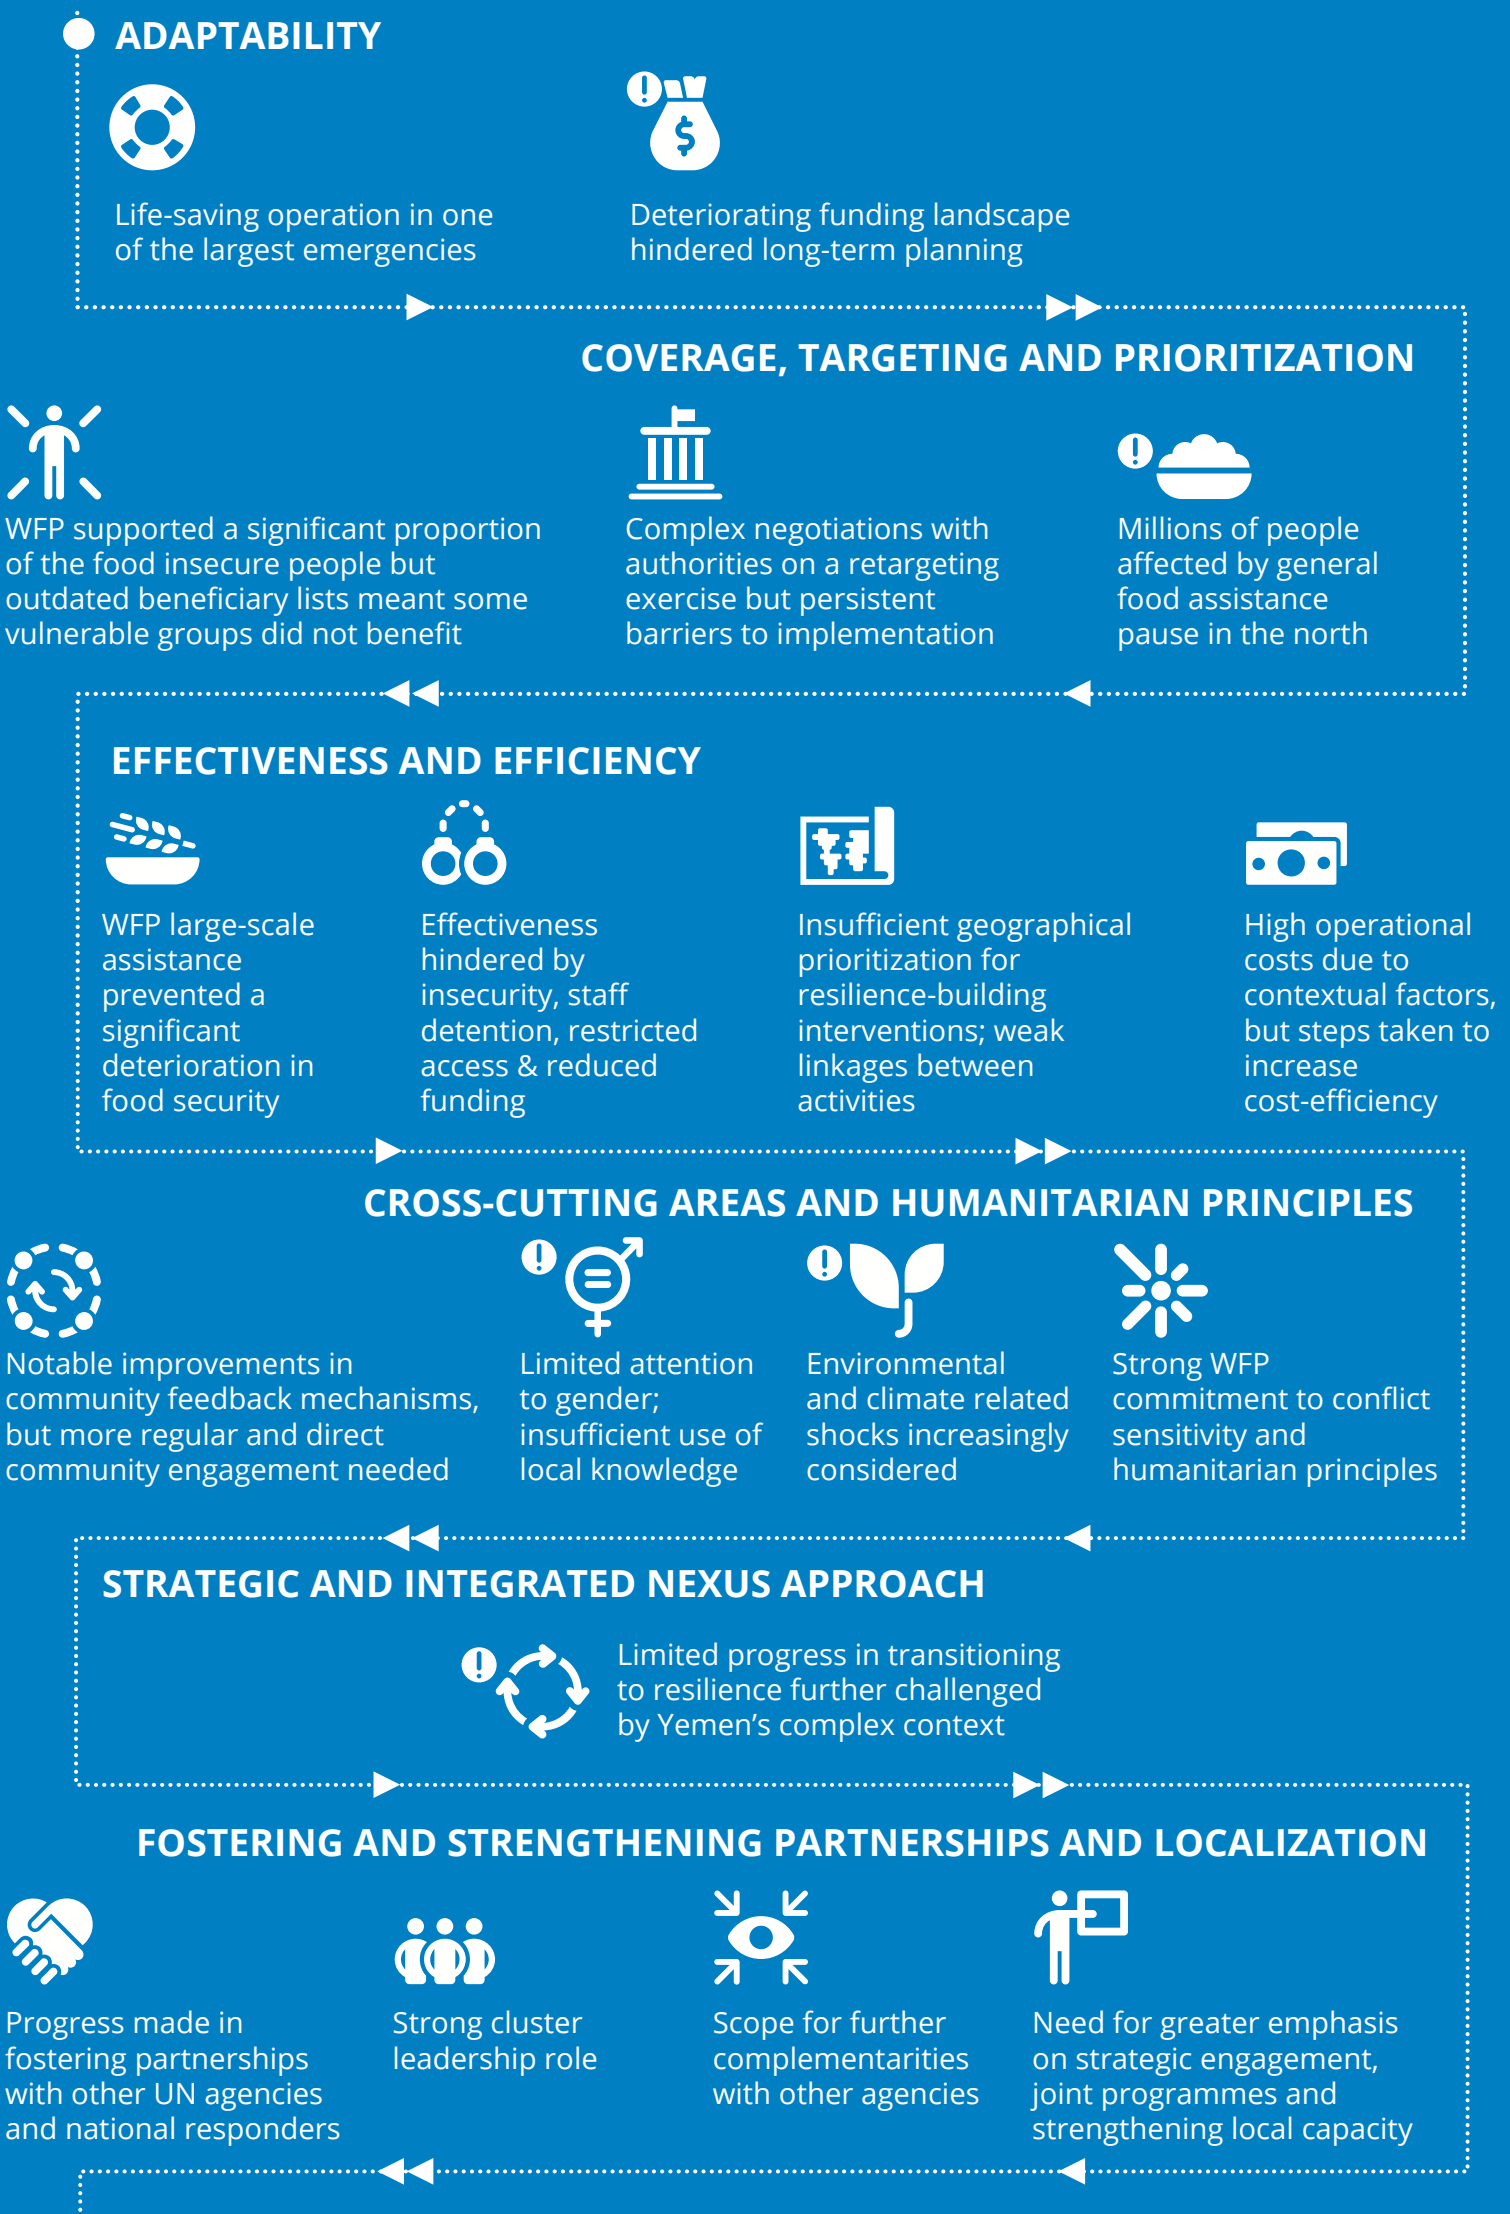 ADAPTABILITY
Life-saving operation in one
of the largest emergencies
Deteriorating funding landscape
hindered long-term planning
COVERAGE, TARGETING AND PRIORITIZATION
WFP supported a significant proportion
of the food insecure people but
outdated beneficiary lists meant some
vulnerable groups did not benefit
Complex negotiations with
authorities on a retargeting
exercise but persistent
barriers to implementation
Millions of people
affected by general
food assistance
pause in the north
EFFECTIVENESS AND EFFICIENCY
WFP large-scale
assistance
prevented a
significant
deterioration in
food security
Effectiveness
hindered by
insecurity, staff
detention, restricted
access & reduced
funding
Insufficient geographical
prioritization for
resilience-building
interventions; weak
linkages between
activities
High operational
costs due to
contextual factors,
but steps taken to
increase
cost-efficiency
CROSS-CUTTING AREAS AND HUMANITARIAN PRINCIPLES
Notable improvements in
community feedback mechanisms,
but more regular and direct
community engagement needed
Limited attention
to gender;
insufficient use of
local knowledge
Environmental
and climate related
shocks increasingly
considered
Strong WFP
commitment to conflict
sensitivity and
humanitarian principles
STRATEGIC AND INTEGRATED NEXUS APPROACH
Limited progress in transitioning
to resilience further challenged
by Yemen's complex context
FOSTERING AND STRENGTHENING PARTNERSHIPS AND LOCALIZATION
Progress made in
fostering partnerships
with other UN agencies
and national responders
Strong cluster
leadership role
Scope for further
complementarities
with other agencies
Need for greater emphasis
on strategic engagement,
joint programmes and
strengthening local capacity